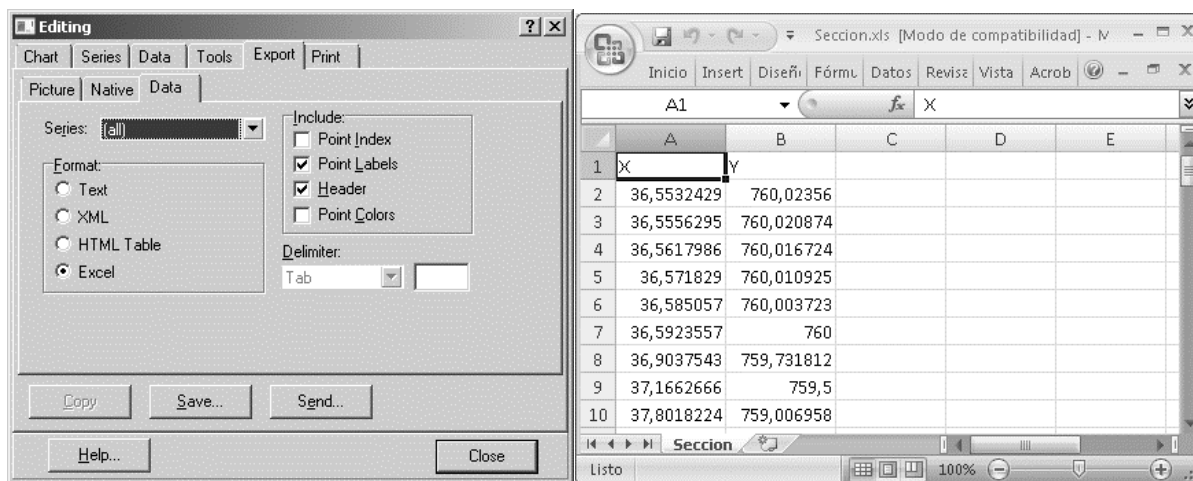 Editing
Chart Series Data Tools Export Print
Picture Native Data
Series: (all)
Format:
Text
XML
HTML Table
Excel
Include:
Point Index
Point Labels
Header
Point Colors
Delimiter:
Tab
Copy Save... Send...
Help... Close
Seccion.xls [Modo de compatibilidad] - M
Inicio Insert Diseñi Fórmu Datos Revisa Vista Acrob
A1 fx X
A B C D E
1 X Y
2 36,5532429 760,02356
3 36,5556295 760,020874
4 36,5617986 760,016724
5 36,571829 760,010925
6 36,585057 760,003723
7 36,5923557 760
8 36,9037543 759,731812
9 37,1662666 759,5
10 37,8018224 759,006958
Seccion
Listo 100%